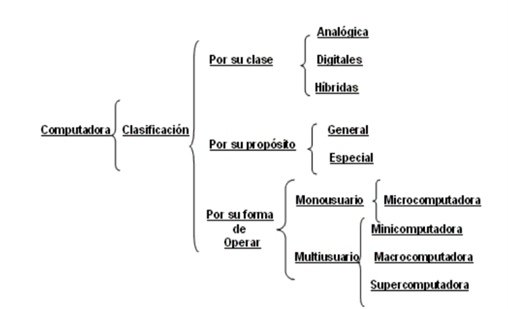 Computadora
Clasificación
Por su clase
Analógica
Digitales
Híbridas
Por su propósito
General
Especial
Por su forma
de
Operar
Monousuario
Microcomputadora
Multiusuario
Minicomputadora
Macrocomputadora
Supercomputadora